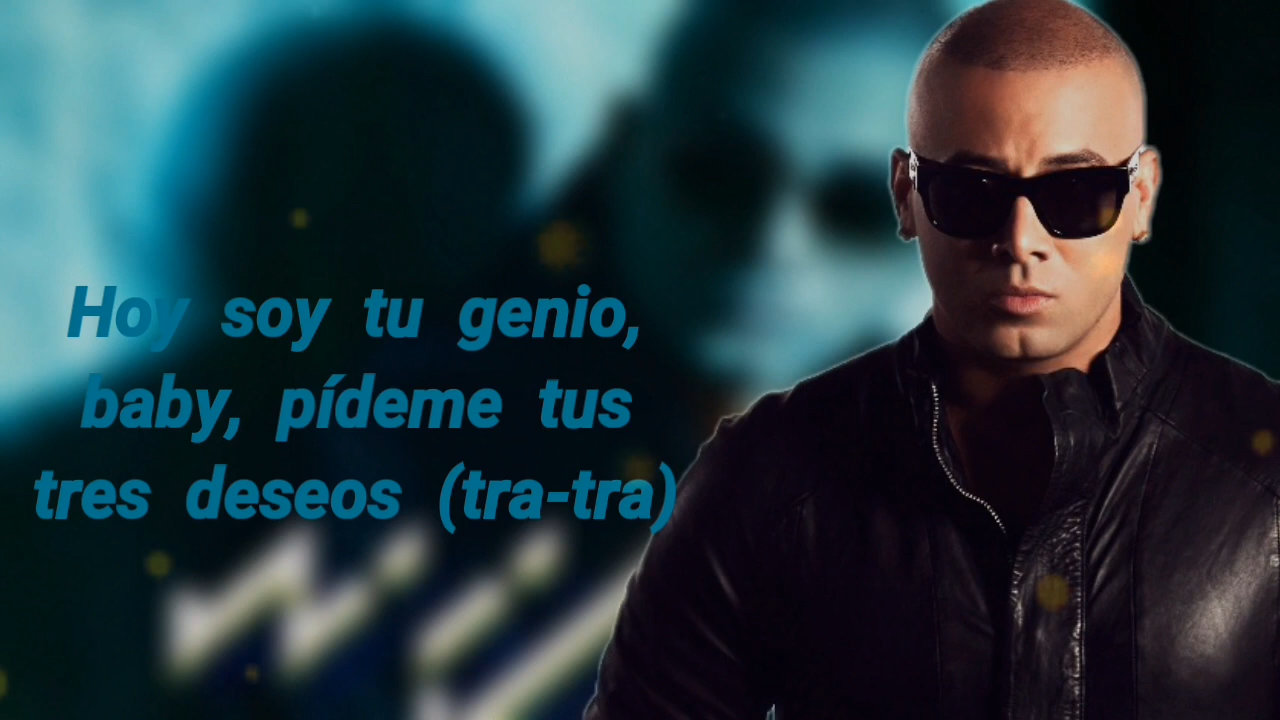 Hoy soy tu genio,
baby, pídeme tus
tres deseos (tra-tra)